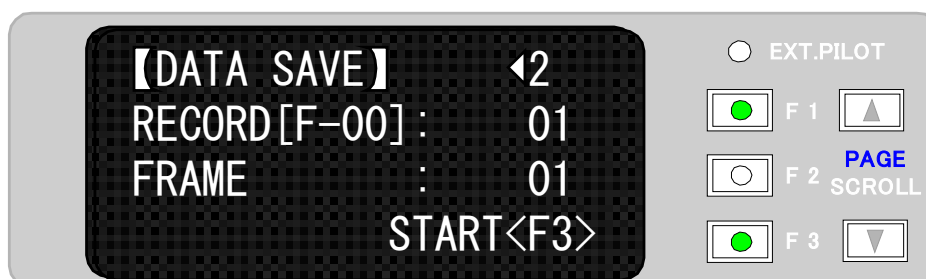 【DATA SAVE】 ◀2
RECORD[F-00]: 01
FRAME : 01
START<F3>
EXT.PILOT
F 1
F 2
PAGE
SCROLL
F 3